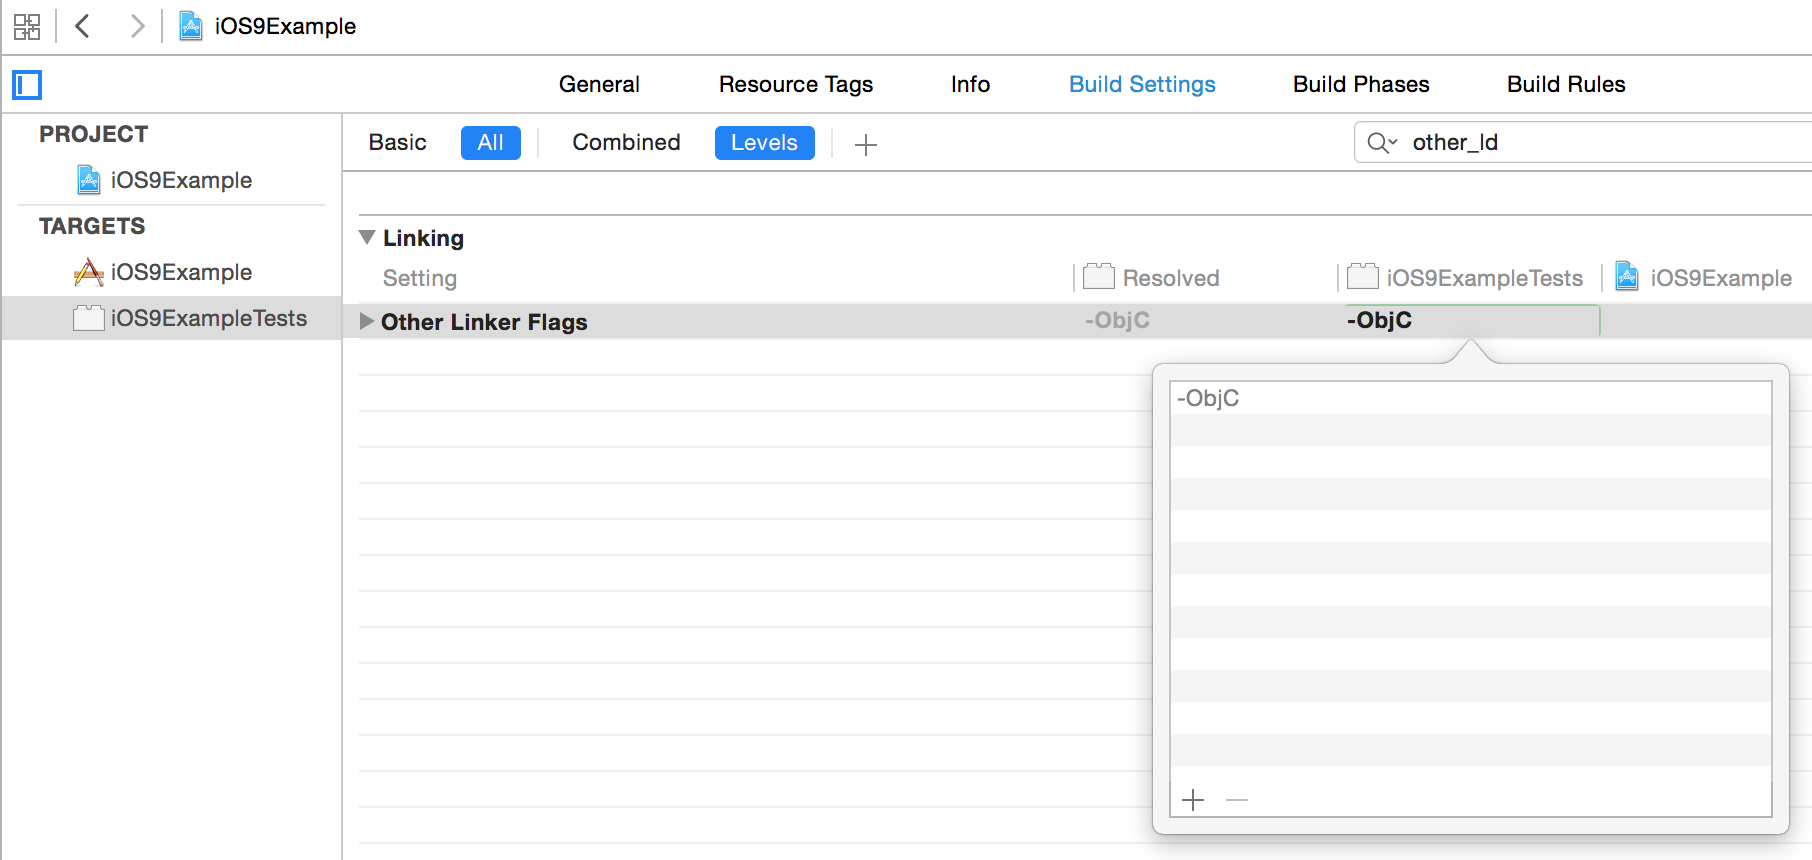 iOS9Example
General Resource Tags Info Build Settings Build Phases Build Rules
PROJECT
iOS9Example
TARGETS
iOS9Example
iOS9ExampleTests
Basic All Combined Levels other_ld
Linking
Setting Resolved iOS9ExampleTests iOS9Example
Other Linker Flags -ObjC -ObjC
-ObjC